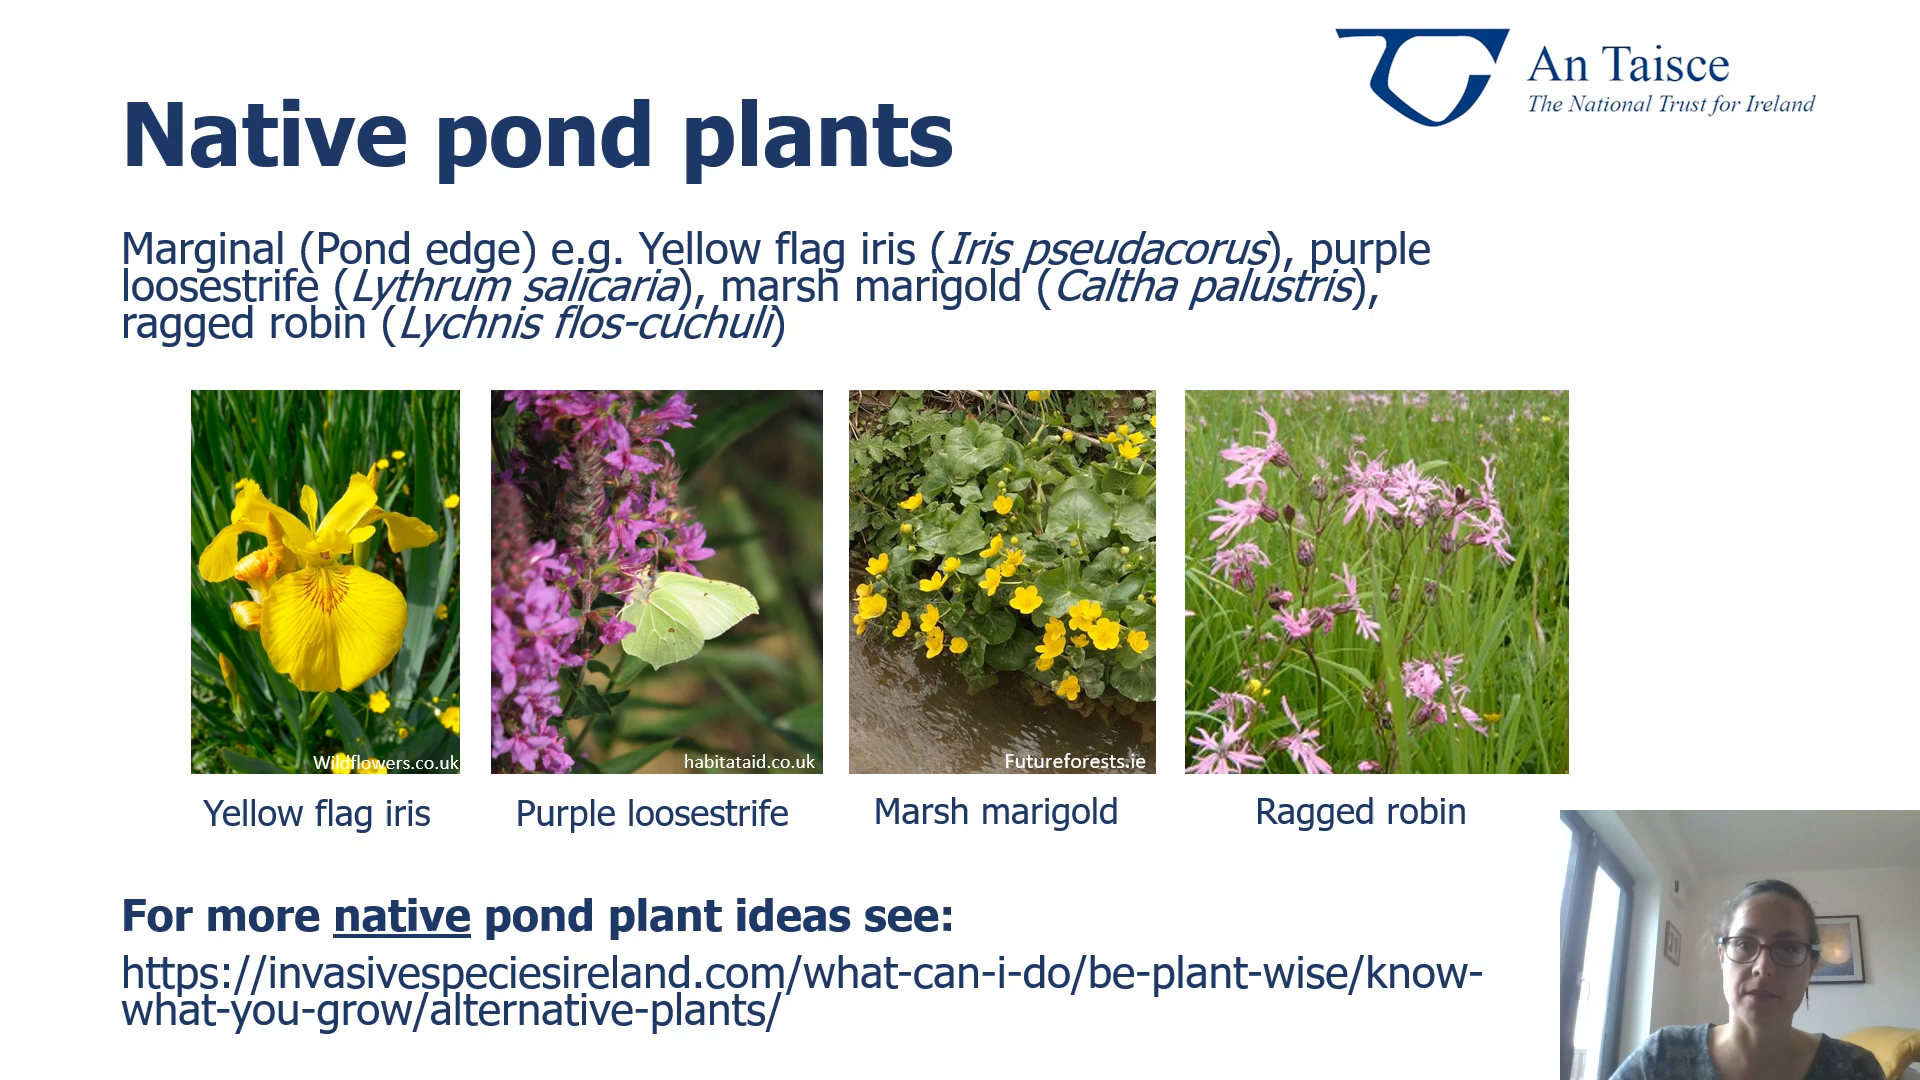 An Taisce
The National Trust for Ireland
Native pond plants
Marginal (Pond edge) e.g. Yellow flag iris (Iris pseudacorus), purple
loosestrife (Lythrum salicaria), marsh marigold (Caltha palustris),
ragged robin (Lychnis flos-cuchuli)
Wildflowers.co.uk
habitataid.co.uk
Futureforests.ie
Yellow flag iris
Purple loosestrife
Marsh marigold
Ragged robin
For more native pond plant ideas see:
https://invasivespeciesireland.com/what-can-i-do/be-plant-wise/know-
what-you-grow/alternative-plants/